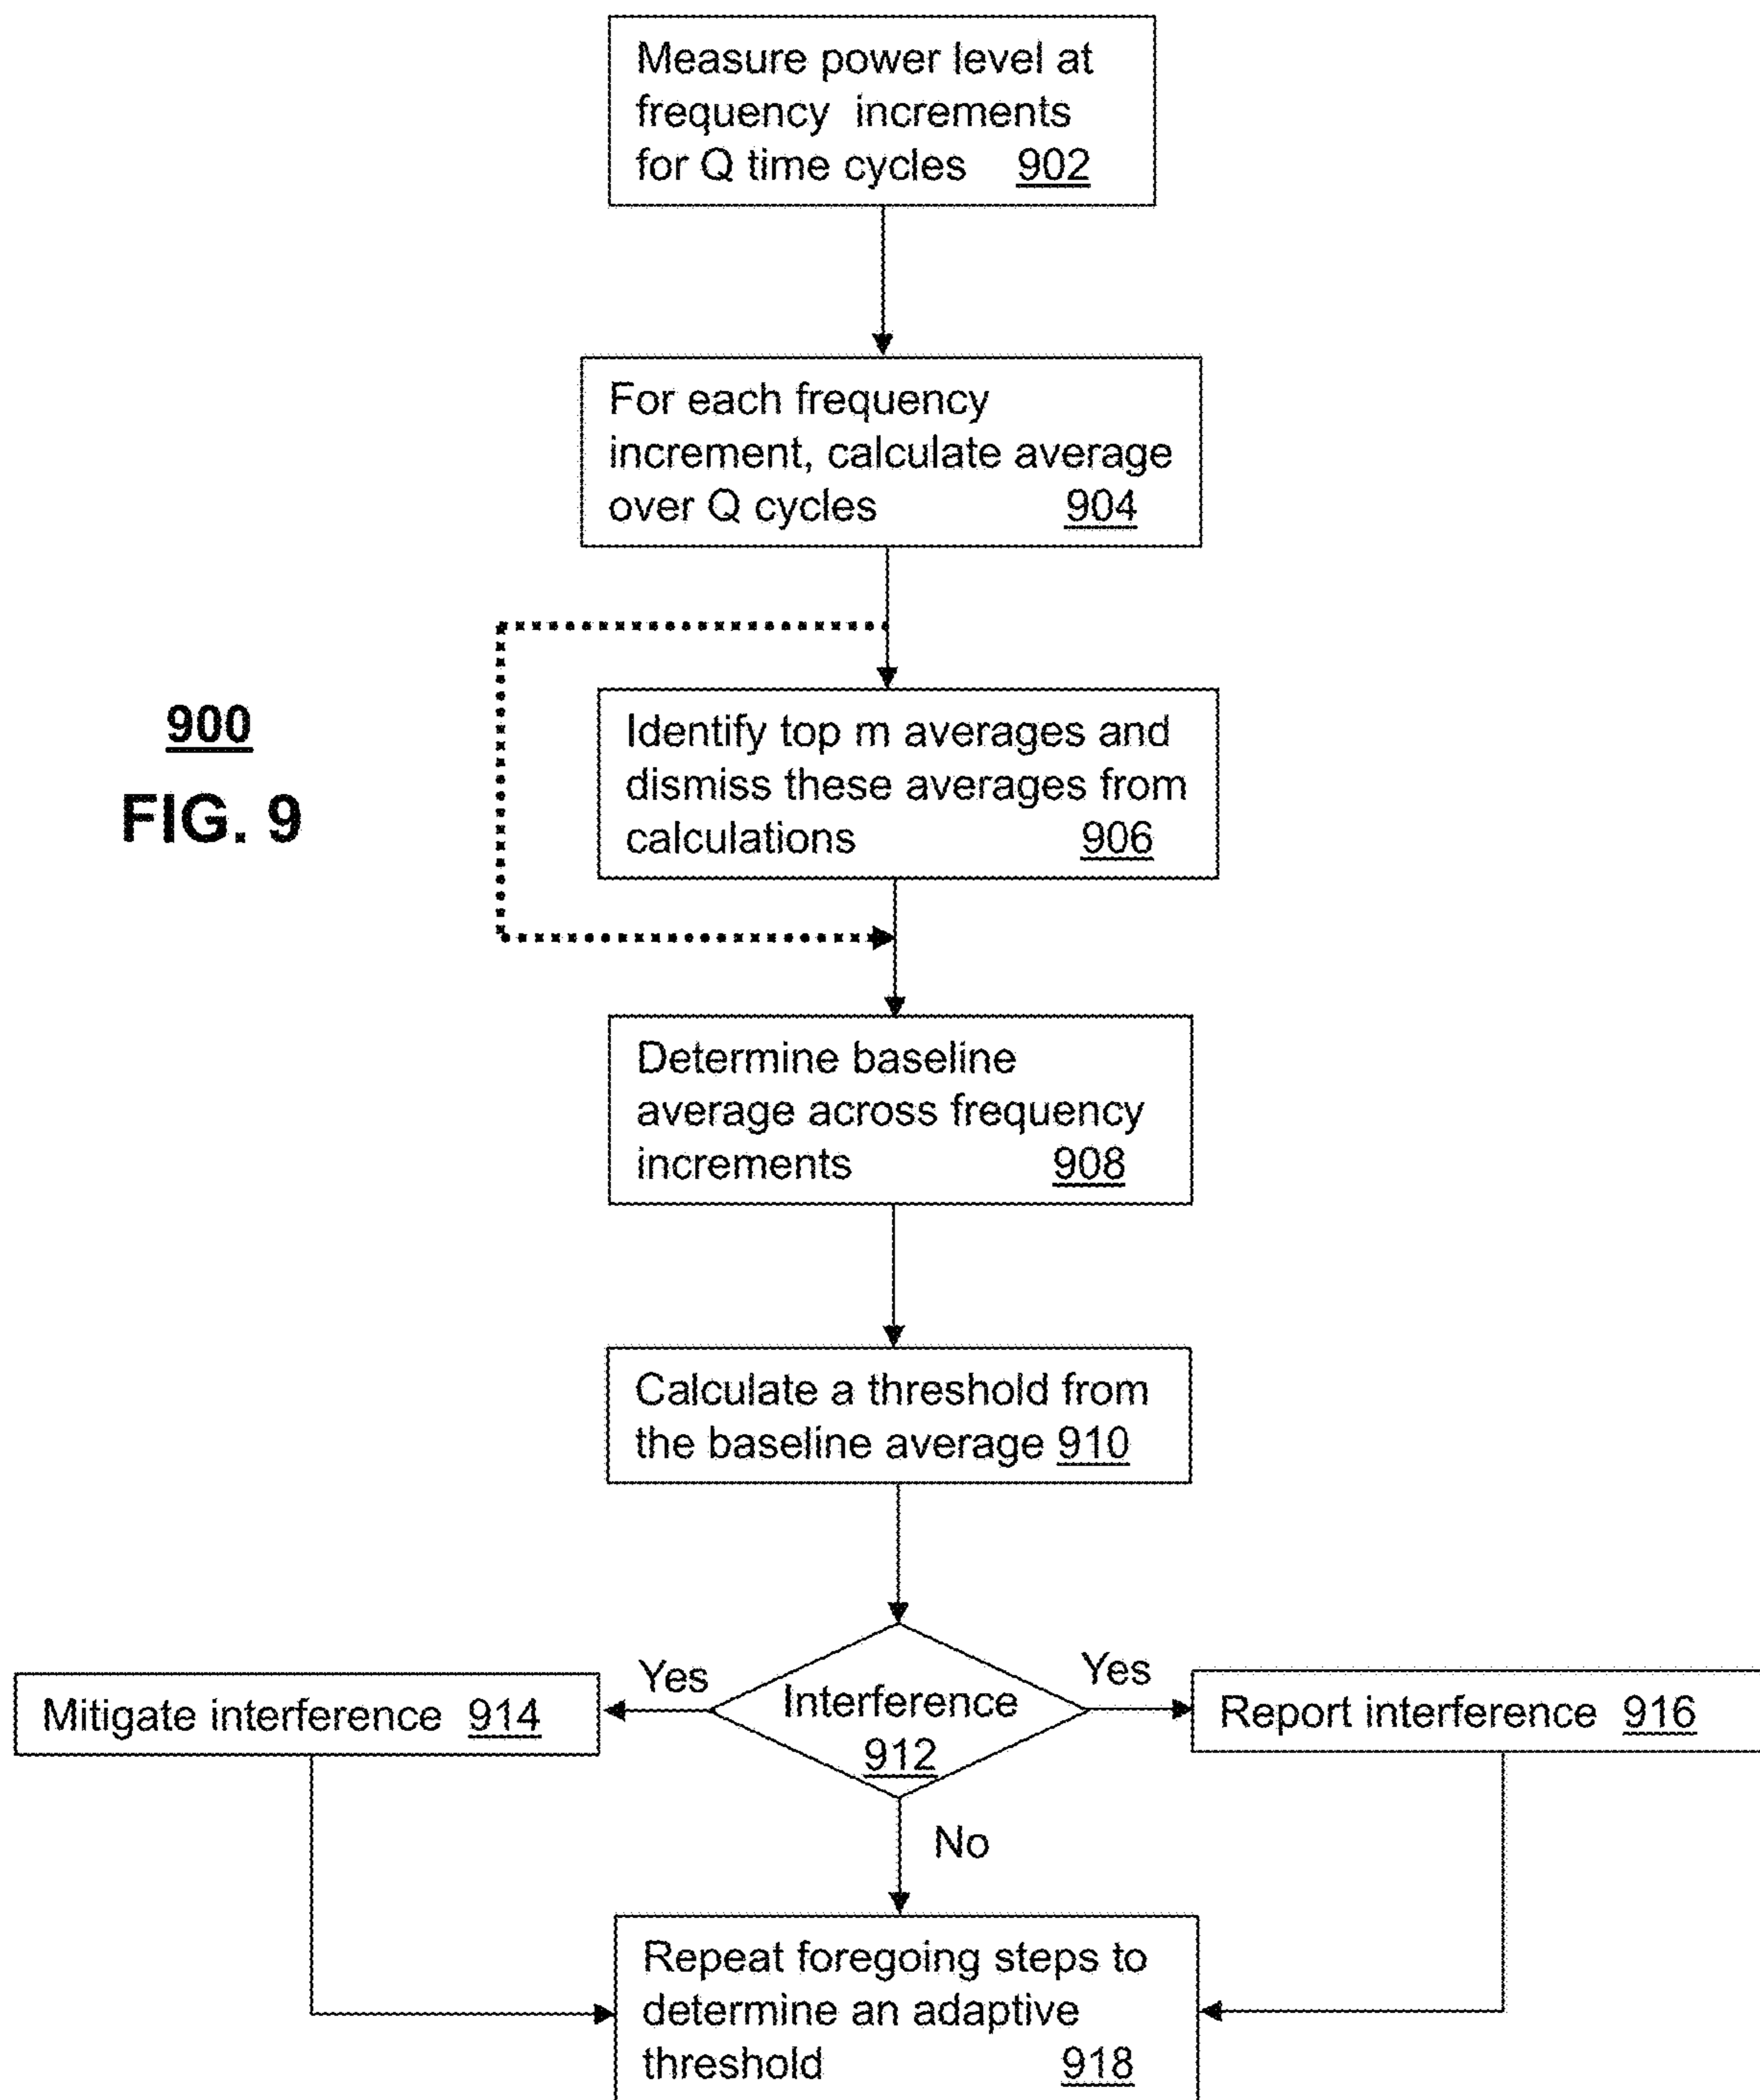 Measure power level at
frequency increments
for Q time cycles 902
For each frequency
increment, calculate average
over Q cycles 904
900
FIG. 9
Identify top m averages and
dismiss these averages from
calculations 906
Determine baseline
average across frequency
increments 908
Calculate a threshold from
the baseline average 910
Yes
Yes
Mitigate interference 914
Interference
912
Report interference 916
No
Repeat foregoing steps to
determine an adaptive
threshold 918